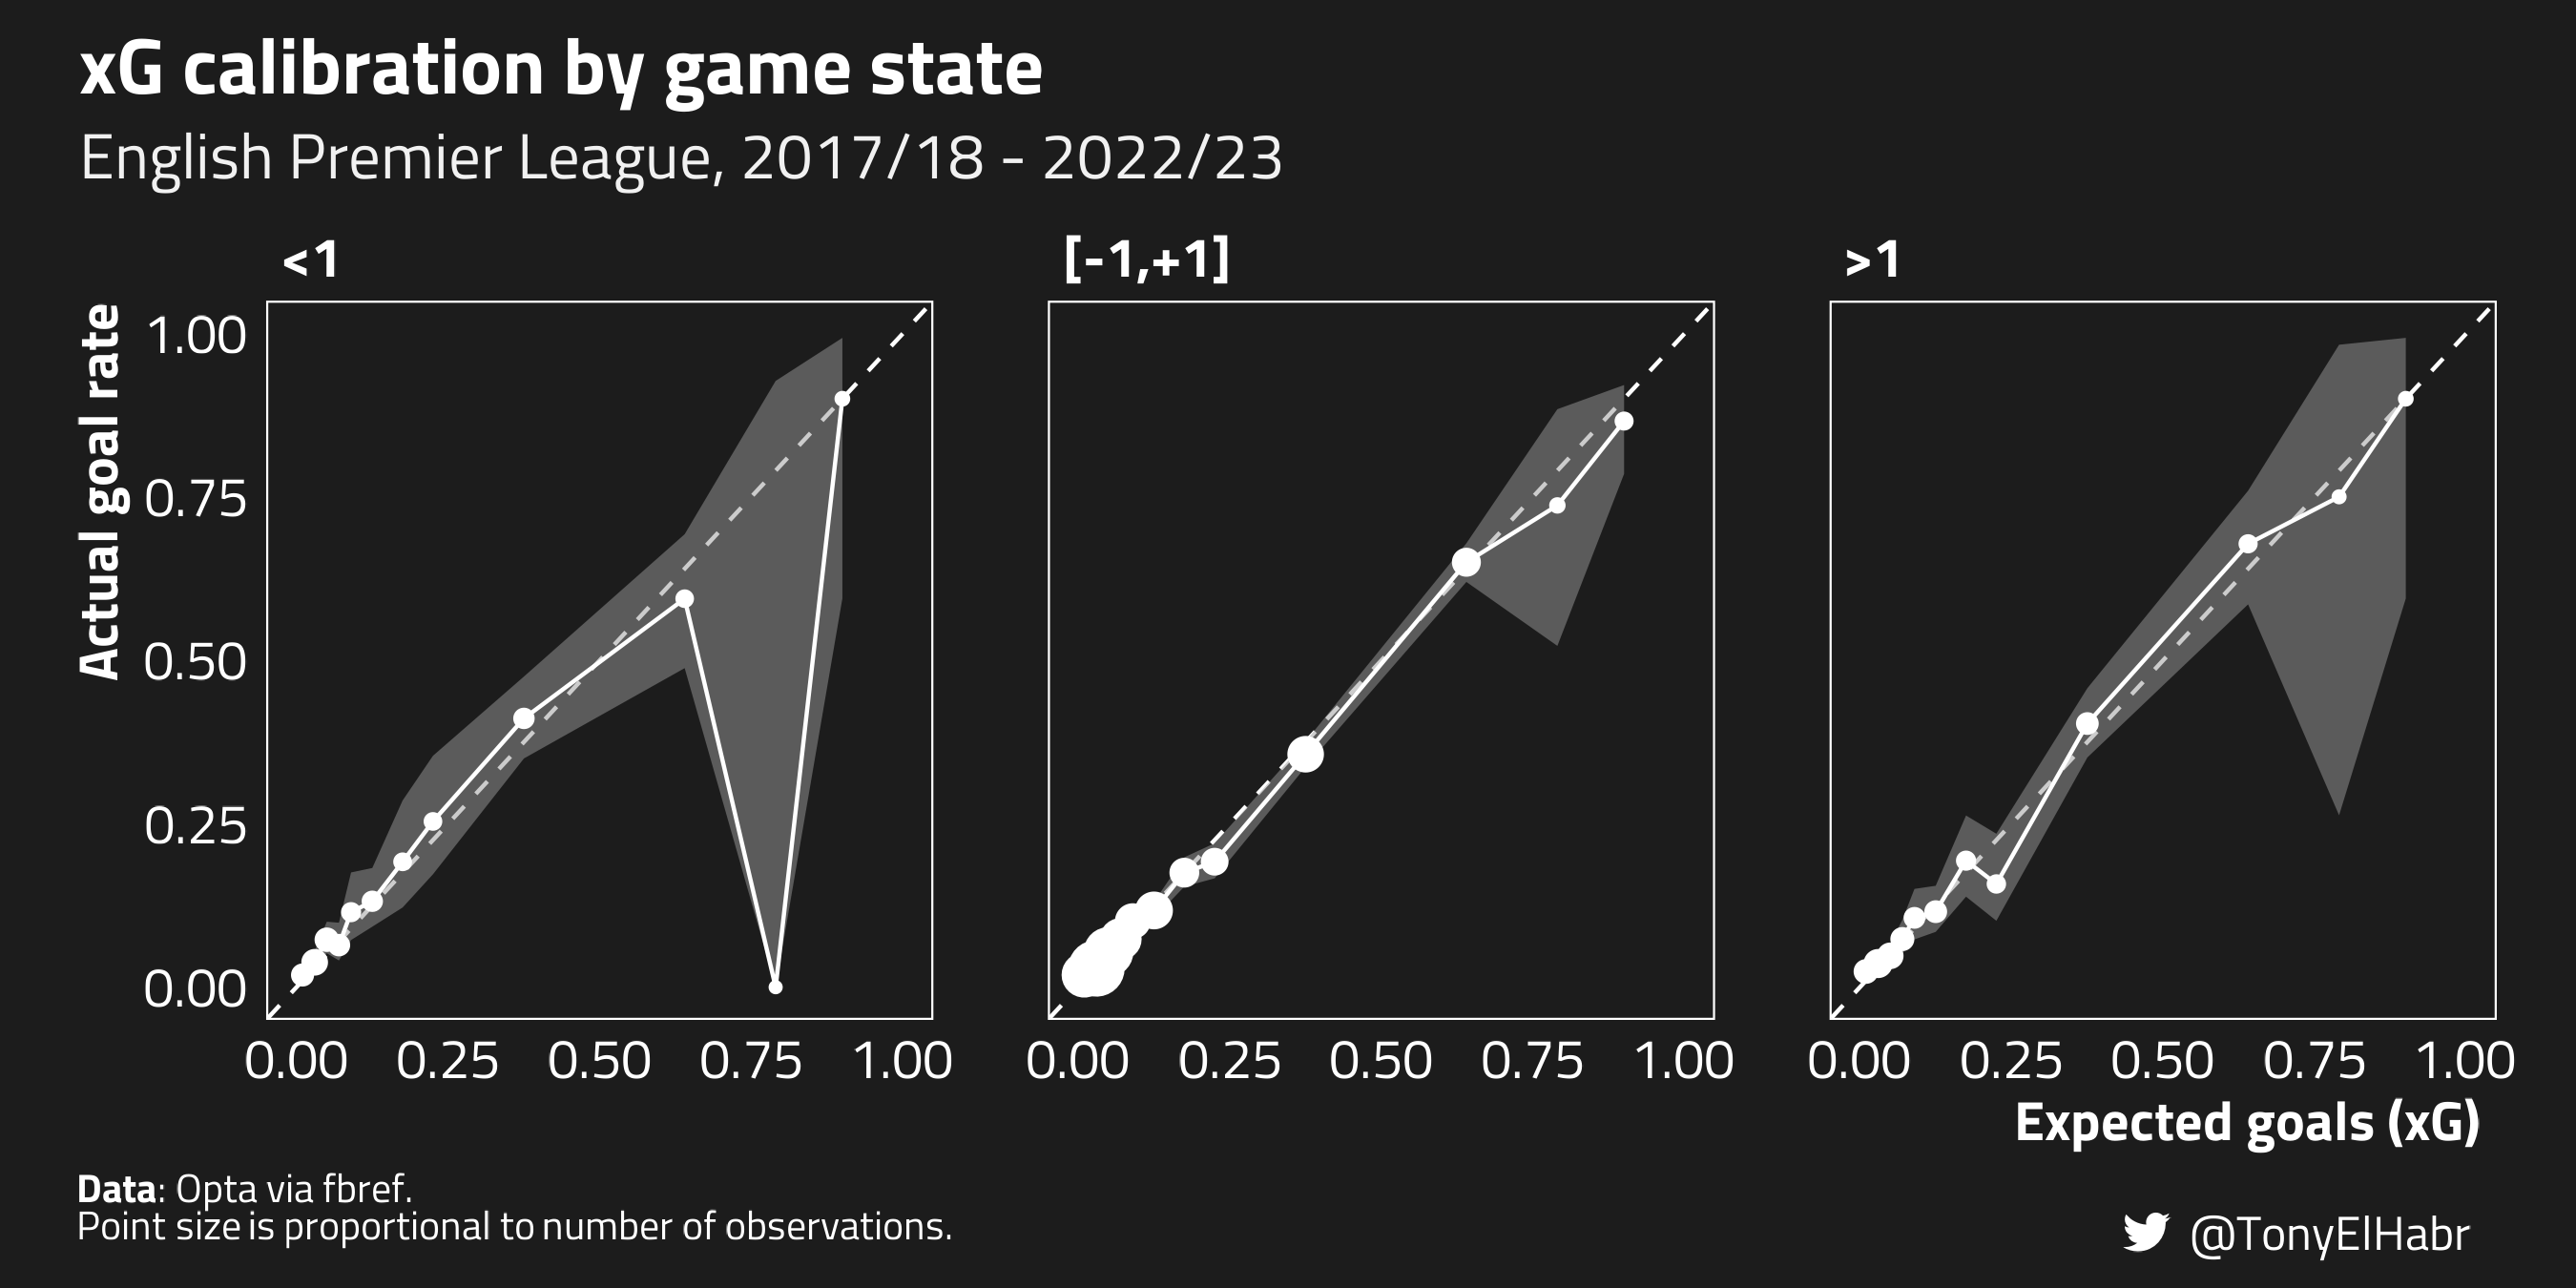 xG calibration by game state
English Premier League, 2017/18 - 2022/23
<1
[-1,+1]
>1
Actual goal rate
1.00
0.75
0.50
0.25
0.00
0.00 0.25 0.50 0.75 1.00
0.00 0.25 0.50 0.75 1.00
0.00 0.25 0.50 0.75 1.00
Expected goals (xG)
Data: Opta via fbref.
Point size is proportional to number of observations.
@TonyElHabr